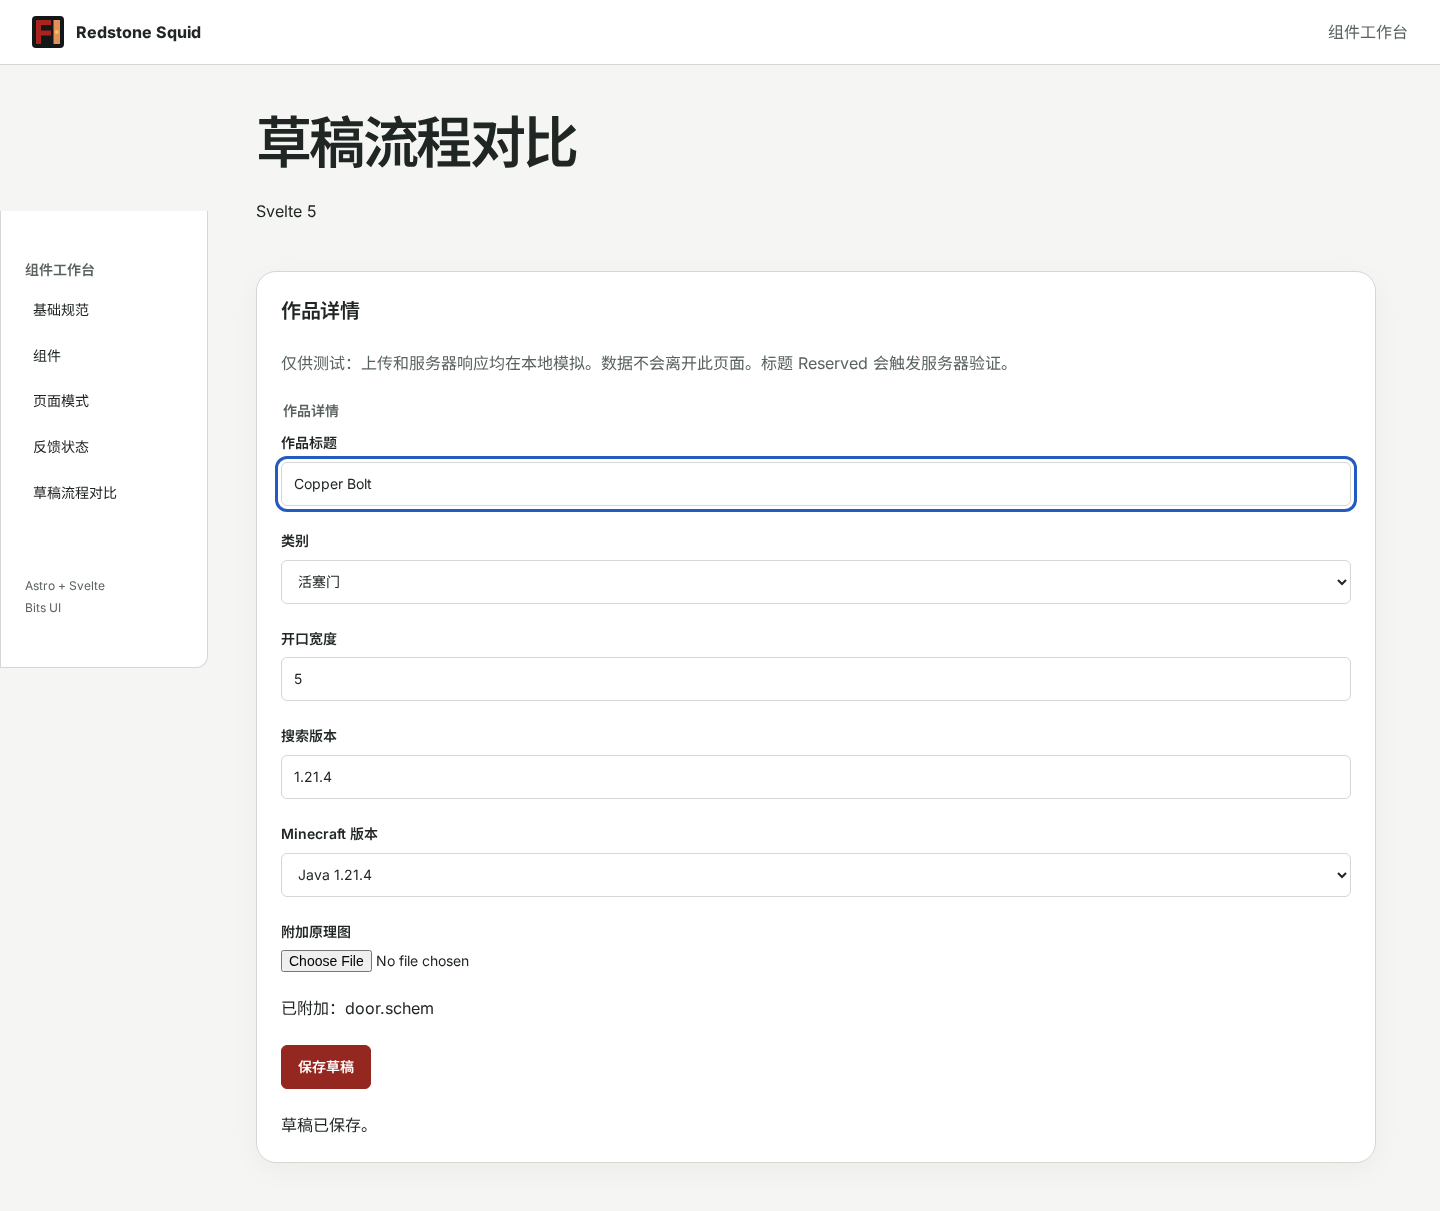 Redstone Squid
组件工作台
草稿流程对比
Svelte 5
组件工作台
基础规范
组件
页面模式
反馈状态
草稿流程对比
Astro + Svelte
Bits UI
作品详情
仅供测试：上传和服务器响应均在本地模拟。数据不会离开此页面。标题 Reserved 会触发服务器验证。
作品详情
作品标题
Copper Bolt
类别
活塞门
开口宽度
5
搜索版本
1.21.4
Minecraft 版本
Java 1.21.4
附加原理图
Choose File No file chosen
已附加：door.schem
保存草稿
草稿已保存。